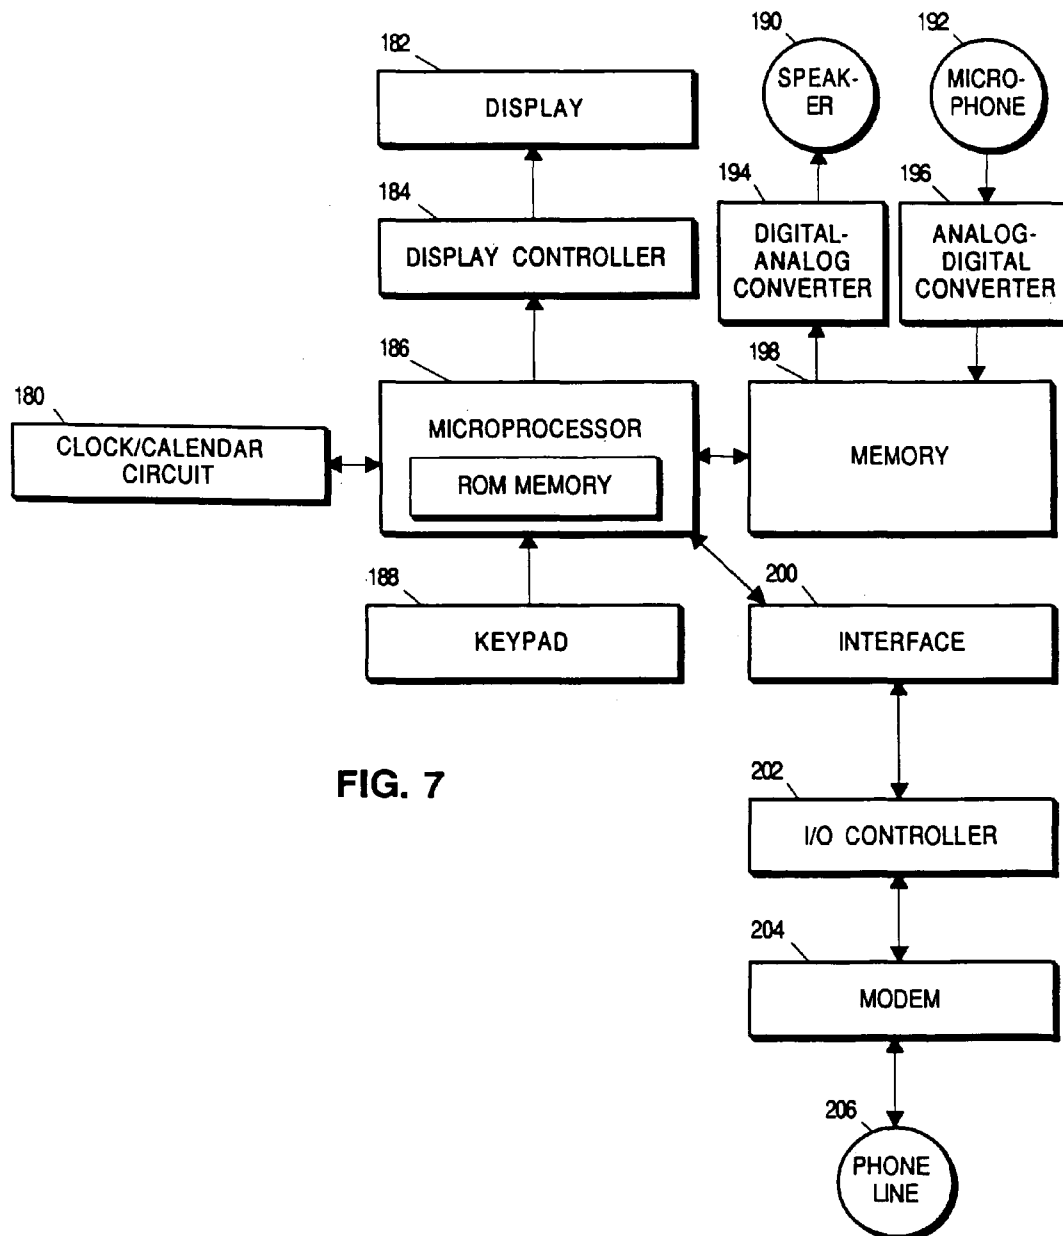 190
192
182
SPEAK-
ER
MICRO-
PHONE
DISPLAY
184
194
196
DISPLAY CONTROLLER
DIGITAL-
ANALOG
CONVERTER
ANALOG-
DIGITAL
CONVERTER
186
198
180
CLOCK/CALENDAR
CIRCUIT
MICROPROCESSOR
ROM MEMORY
MEMORY
188
200
KEYPAD
INTERFACE
FIG. 7
202
I/O CONTROLLER
204
MODEM
206
PHONE
LINE